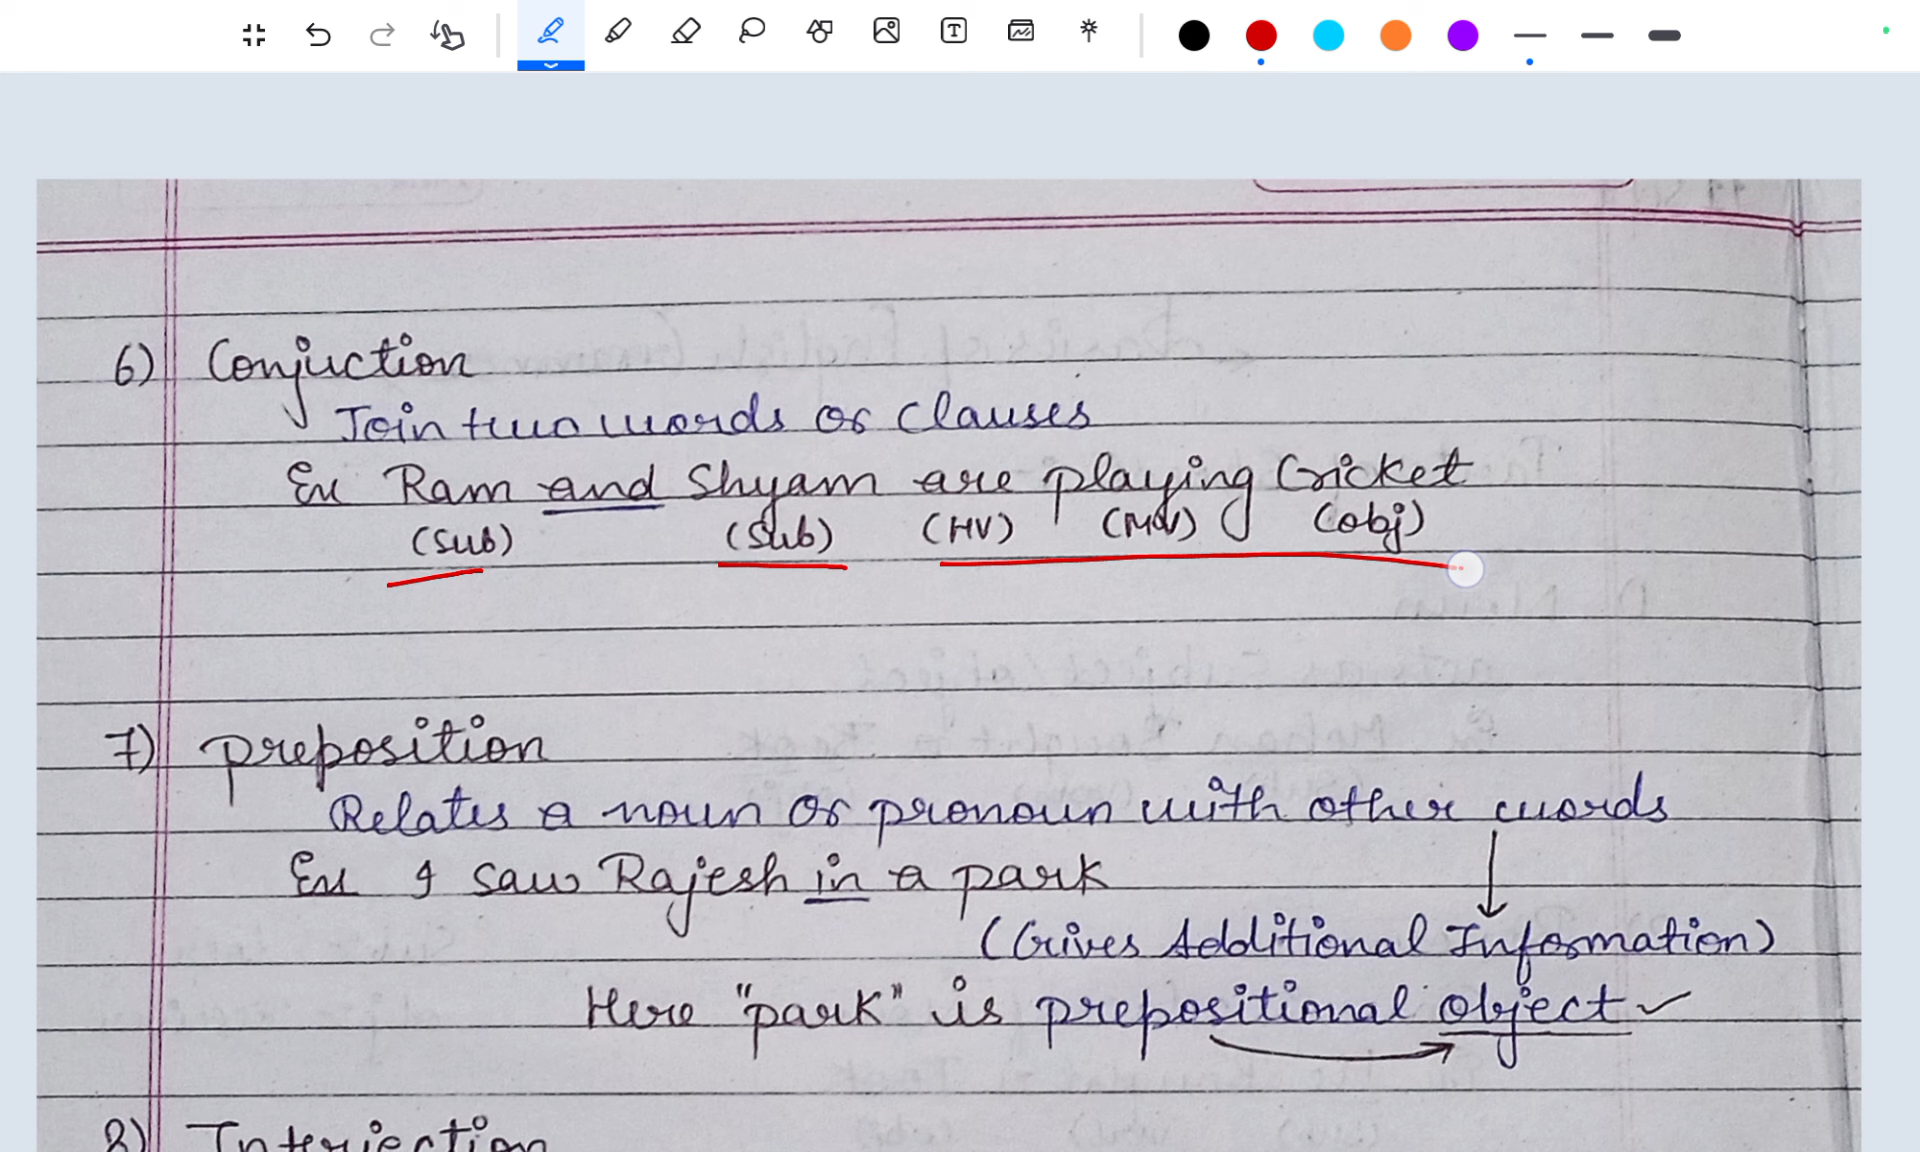 6) Conjuction
Join two words or clauses
Ex Ram and Shyam are playing Cricket
(Sub) (Sub) (HV) (MV) (obj)
7) preposition
Relates a noun or pronoun with other words
Ex I saw Rajesh in a park
(Gives Additional Information)
Here "park" is prepositional object ✓
8) Interjection